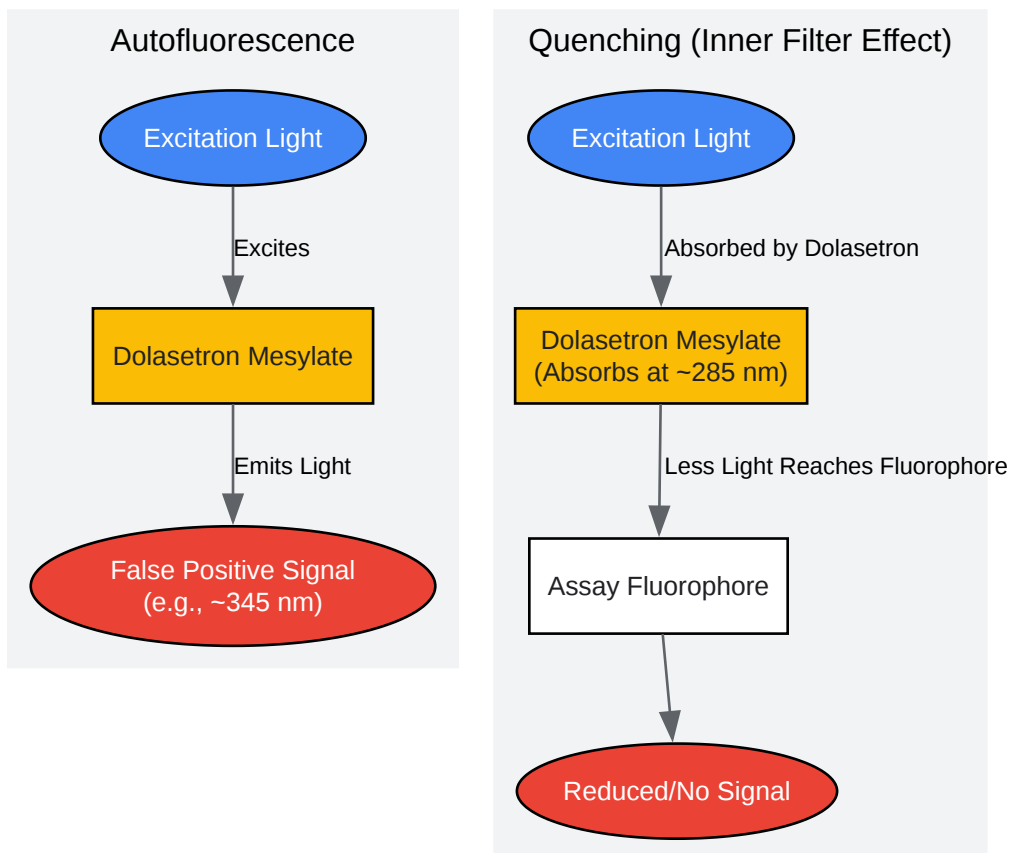 Autofluorescence
Excitation Light
Excites
Dolasetron Mesylate
Emits Light
False Positive Signal
(e.g., ~345 nm)
Quenching (Inner Filter Effect)
Excitation Light
Absorbed by Dolasetron
Dolasetron Mesylate
(Absorbs at ~285 nm)
Less Light Reaches Fluorophore
Assay Fluorophore
Reduced/No Signal